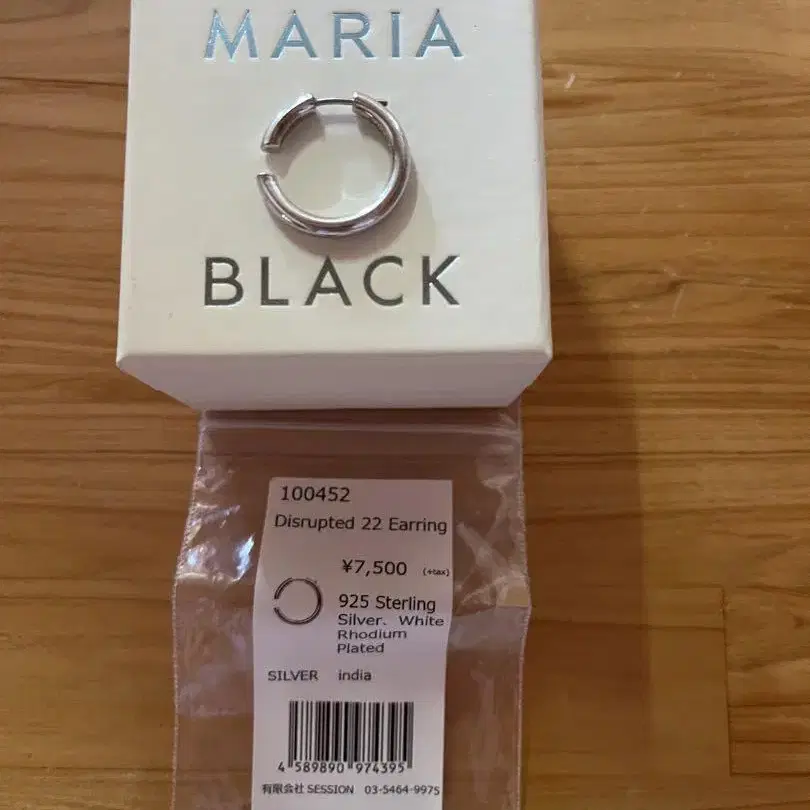 MARIA
BLACK
100452
Disrupted 22 Earring
¥7,500 (+tax)
925 Sterling
Silver. White
Rhodium
Plated
SILVER india
4 589890 974395
有限会社 SESSION 03-5464-9975